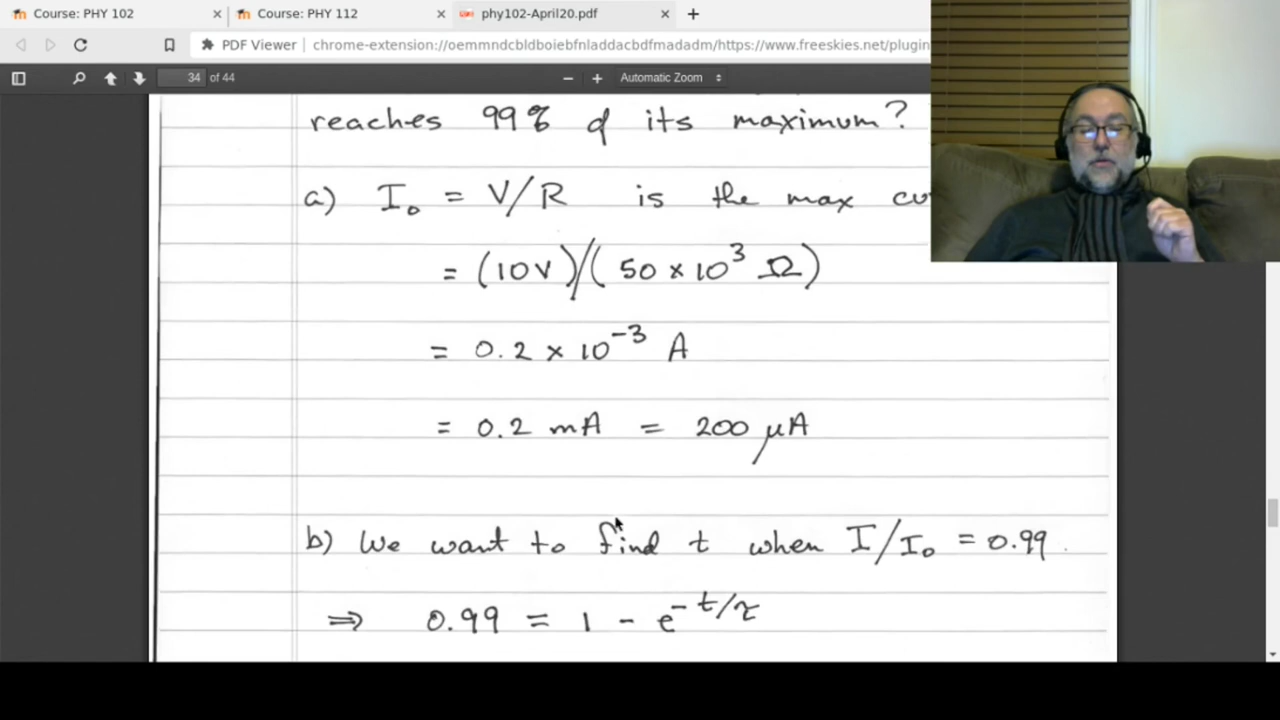 Course: PHY 102
Course: PHY 112
phy102-April20.pdf
PDF Viewer
chrome-extension://oemmndcbldboiebfnladdacbdfmadadm/https://www.freeskies.net/plugin
34 of 44
Automatic Zoom
reaches 99% of its maximum?
a) I₀ = V/R is the max
= (10V)/(50 × 10³ Ω)
= 0.2 × 10⁻³ A
= 0.2 mA = 200 μA
b) We want to find t when I/I₀ = 0.99.
⇒ 0.99 = 1 - e^{-t/τ}